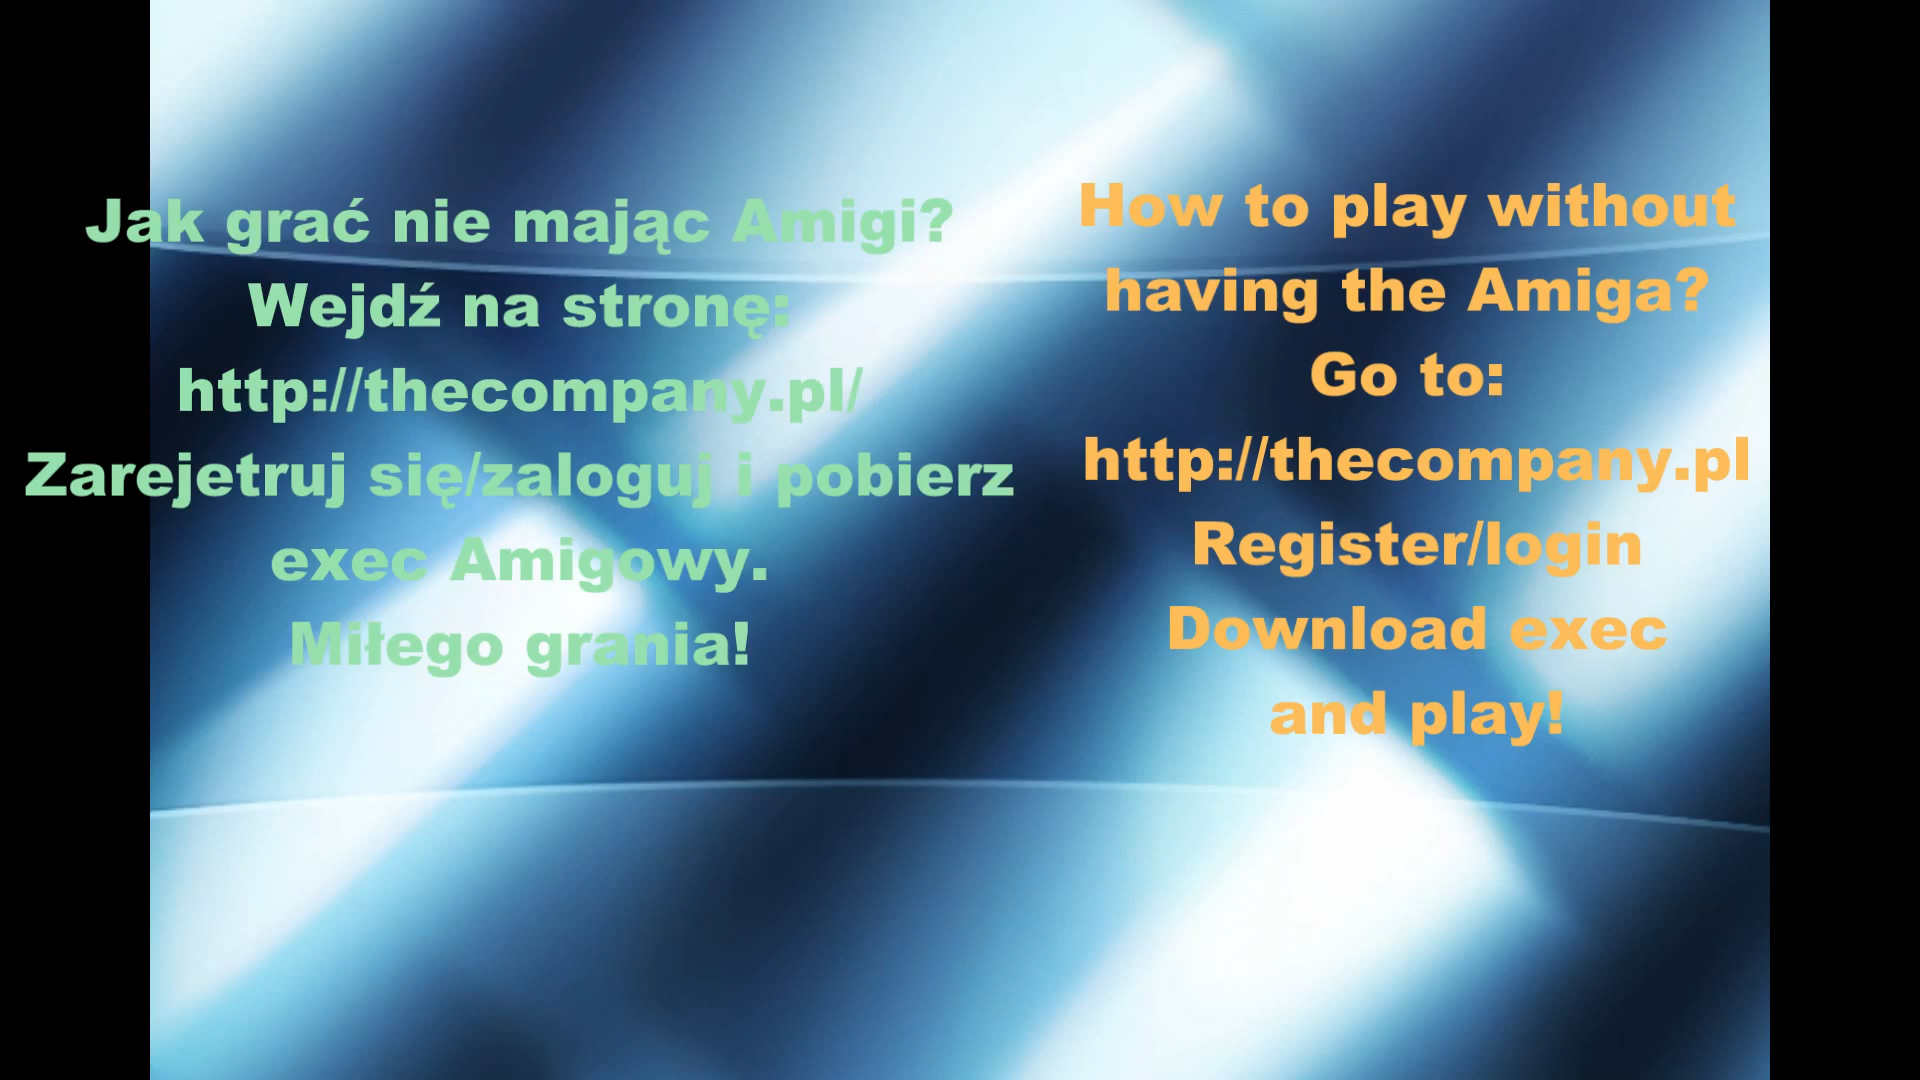 Jak grać nie mając Amigi?
Wejdź na stronę:
http://thecompany.pl/
Zarejetruj się/zaloguj i pobierz
exec Amigowy.
Miłego grania!
How to play without
having the Amiga?
Go to:
http://thecompany.pl
Register/login
Download exec
and play!